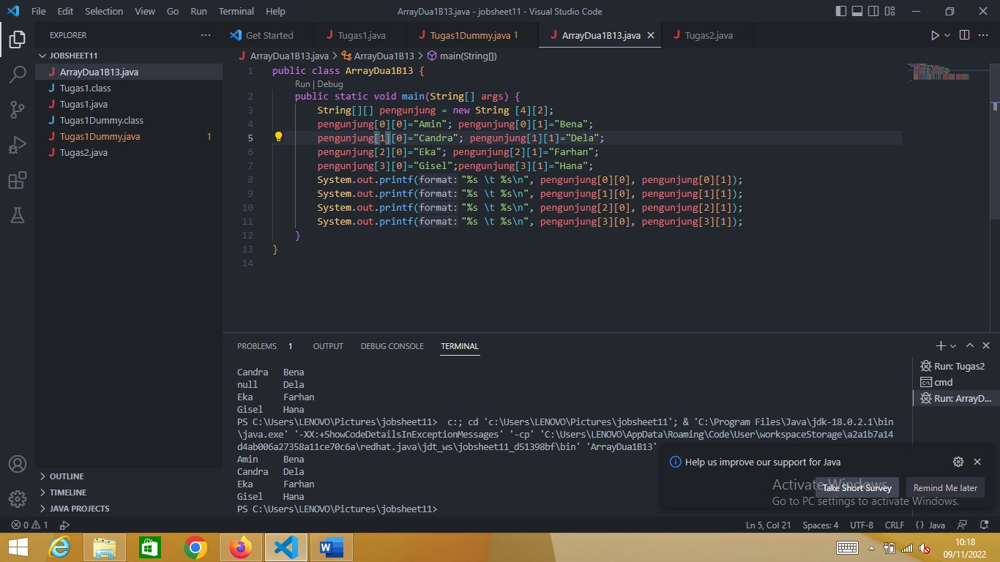 File Edit Selection View Go Run Terminal Help ArrayDua1B13.java - jobsheet11 - Visual Studio Code
EXPLORER
Get Started Tugas1.java Tugas1Dummy.java 1 ArrayDua1B13.java Tugas2.java
JOBSHEET11
ArrayDua1B13.java
Tugas1.class
Tugas1.java
Tugas1Dummy.class
Tugas1Dummy.java 1
Tugas2.java
OUTLINE
TIMELINE
JAVA PROJECTS
ArrayDua1B13.java > ArrayDua1B13 > main(String[])
1 public class ArrayDua1B13 {
Run | Debug
2 public static void main(String[] args) {
3 String[][] pengunjung = new String [4][2];
4 pengunjung[0][0]="Amin"; pengunjung[0][1]="Bena";
5 pengunjung[1][0]="Candra"; pengunjung[1][1]="Dela";
6 pengunjung[2][0]="Eka"; pengunjung[2][1]="Farhan";
7 pengunjung[3][0]="Gisel";pengunjung[3][1]="Hana";
8 System.out.printf(format: "%s \t %s\n", pengunjung[0][0], pengunjung[0][1]);
9 System.out.printf(format: "%s \t %s\n", pengunjung[1][0], pengunjung[1][1]);
10 System.out.printf(format: "%s \t %s\n", pengunjung[2][0], pengunjung[2][1]);
11 System.out.printf(format: "%s \t %s\n", pengunjung[3][0], pengunjung[3][1]);
12 }
13 }
14
PROBLEMS 1 OUTPUT DEBUG CONSOLE TERMINAL
Candra Bena
null Dela
Eka Farhan
Gisel Hana
PS C:\Users\LENOVO\Pictures\jobsheet11> c:; cd 'c:\Users\LENOVO\Pictures\jobsheet11'; & 'C:\Program Files\Java\jdk-18.0.2.1\bin
\java.exe' '-XX:+ShowCodeDetailsInExceptionMessages' '-cp' 'C:\Users\LENOVO\AppData\Roaming\Code\User\workspaceStorage\a2a1b7a14
d4ab006a27358a11ce70c6a\redhat.java\jdt_ws\jobsheet11_d51398bf\bin' 'ArrayDua1B13'
Amin Bena
Candra Dela
Eka Farhan
Gisel Hana
PS C:\Users\LENOVO\Pictures\jobsheet11>
Run: Tugas2
cmd
Run: ArrayD...
Help us improve our support for Java
Take Short Survey Remind Me later
Activate Windows
Go to PC settings to activate Windows.
0 1 Ln 5, Col 21 Spaces: 4 UTF-8 CRLF {} Java
10:18
09/11/2022